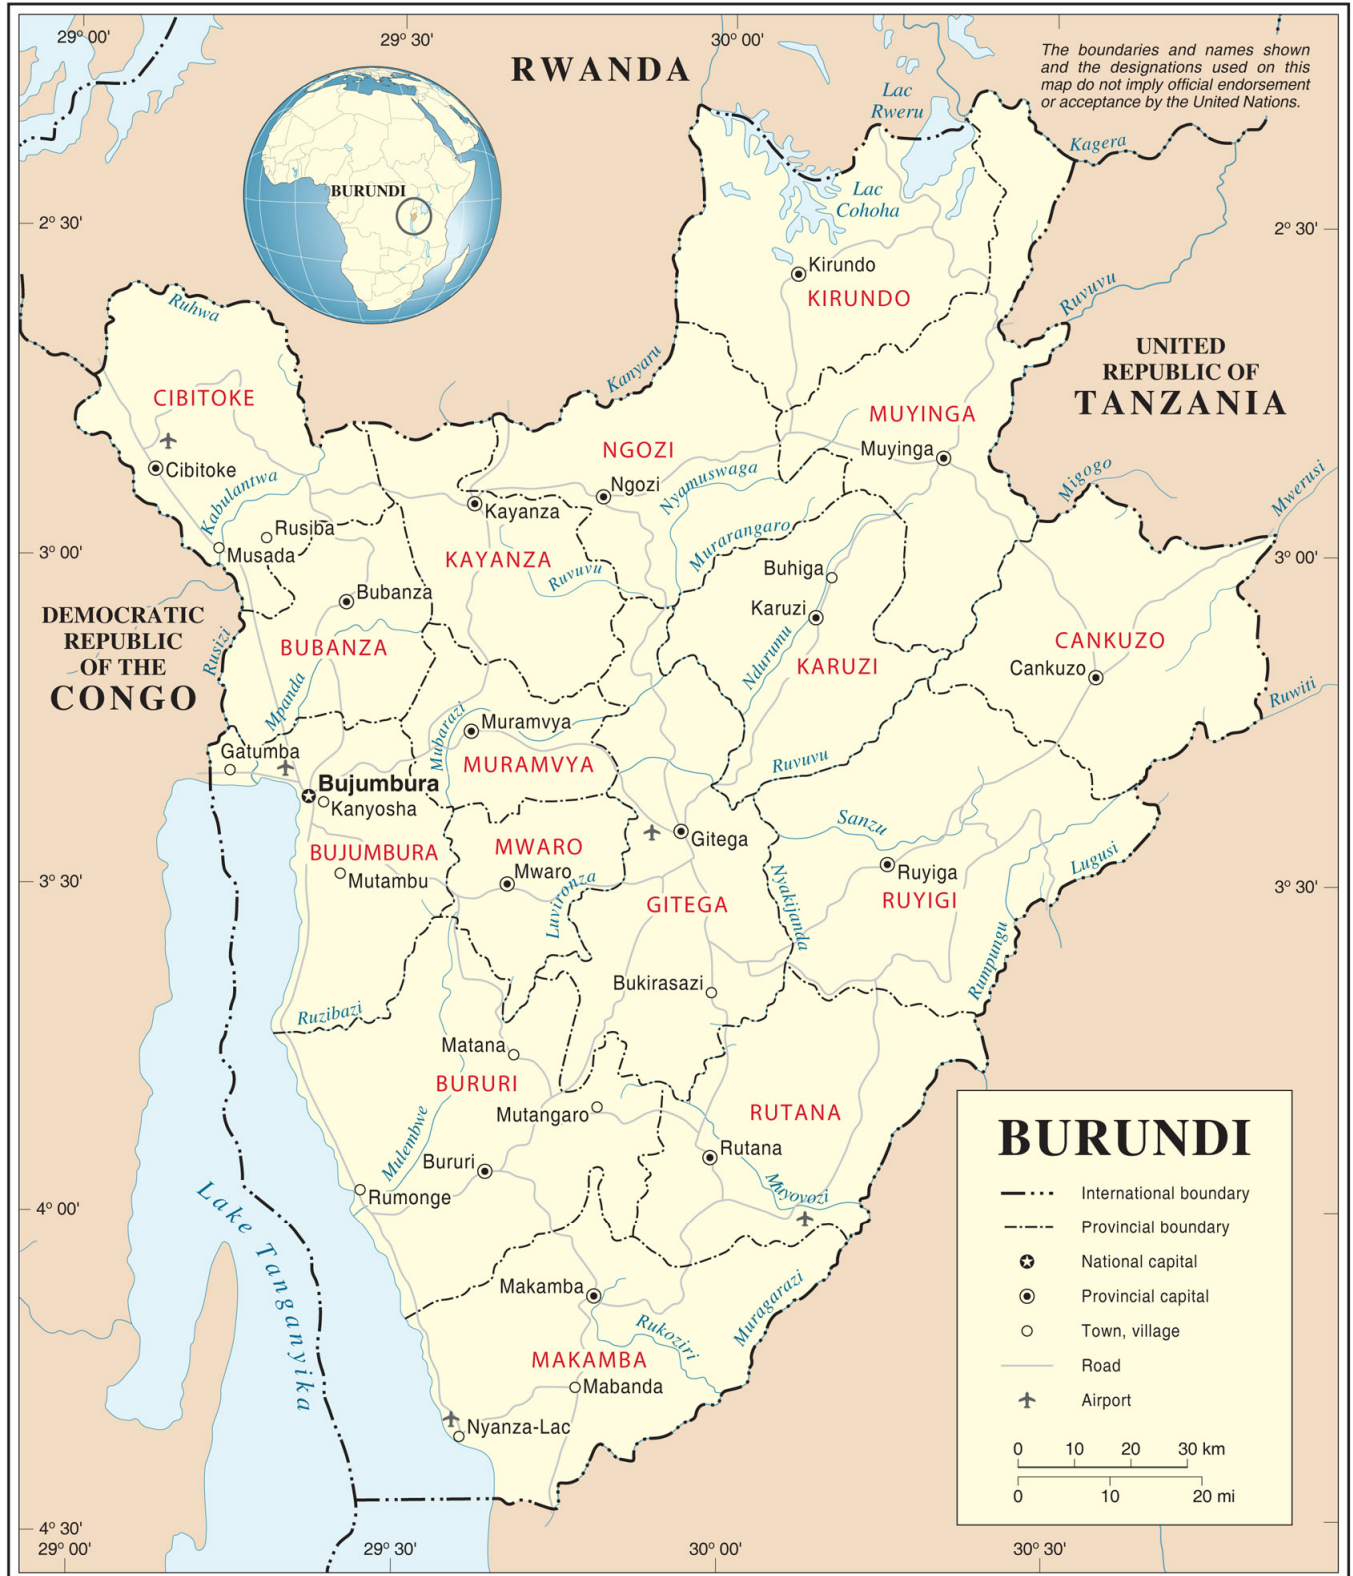 29° 00'
29° 30'
30° 00'
RWANDA
The boundaries and names shown
and the designations used on this
map do not imply official endorsement
or acceptance by the United Nations.
Lac
Rweru
Kagera
BURUNDI
Lac
Cohoha
2° 30'
2° 30'
Kirundo
KIRUNDO
Ruvuvu
Ruhwa
UNITED
REPUBLIC OF
TANZANIA
Kanyaru
CIBITOKE
MUYINGA
NGOZI
Muyinga
Cibitoke
Ngozi
Nyamuswaga
Migogo
Mwerusi
Kabulantwa
Kayanza
Rusiba
Musada
Murarangaro
3° 00'
3° 00'
KAYANZA
Ruvuvu
Buhiga
Bubanza
Karuzi
DEMOCRATIC
REPUBLIC
OF THE
CONGO
Rusizi
BUBANZA
CANKUZO
Ndurumu
KARUZI
Cankuzo
Ruwiti
Mpanda
Mubarazi
Muramvya
Gatumba
MURAMVYA
Ruvuvu
Bujumbura
Kanyosha
Sanzu
Gitega
BUJUMBURA
MWARO
Mwaro
Lugusi
Mutambu
Ruyiga
3° 30'
3° 30'
Luvironza
Nyakijanda
GITEGA
RUYIGI
Rumpungu
Bukirasazi
Ruzibazi
Matana
BURURI
Mutangaro
RUTANA
Mulembwe
Rutana
Bururi
Muyovozi
Rumonge
4° 00'
Lake Tanganyika
Makamba
Muragarazi
Rukoziri
MAKAMBA
Mabanda
Nyanza-Lac
BURUNDI
International boundary
Provincial boundary
National capital
Provincial capital
Town, village
Road
Airport
0 10 20 30 km
0 10 20 mi
4° 30'
29° 00'
29° 30'
30° 00'
30° 30'